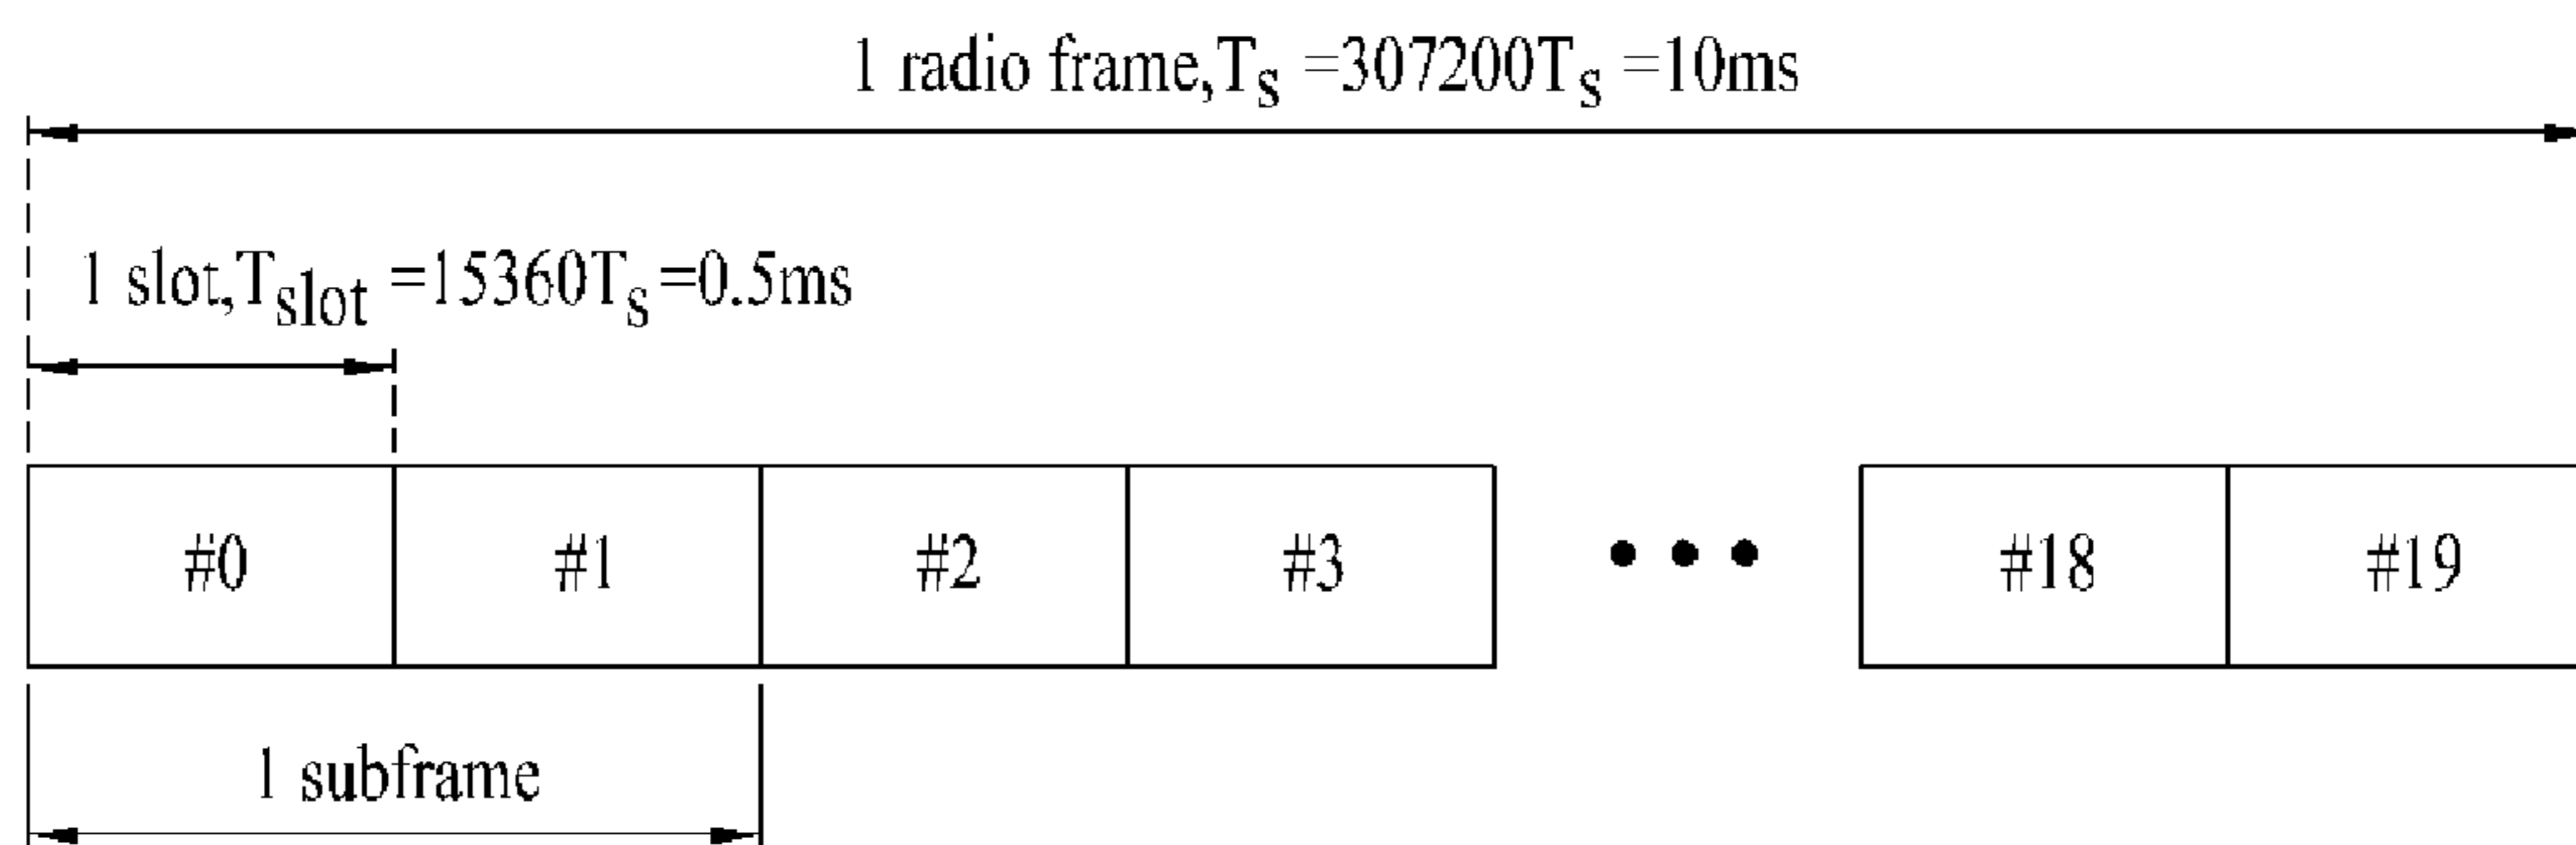 1 radio frame,Ts =307200Ts =10ms
1 slot,Tslot =15360Ts=0.5ms
#0 #1 #2 #3 ••• #18 #19
1 subframe